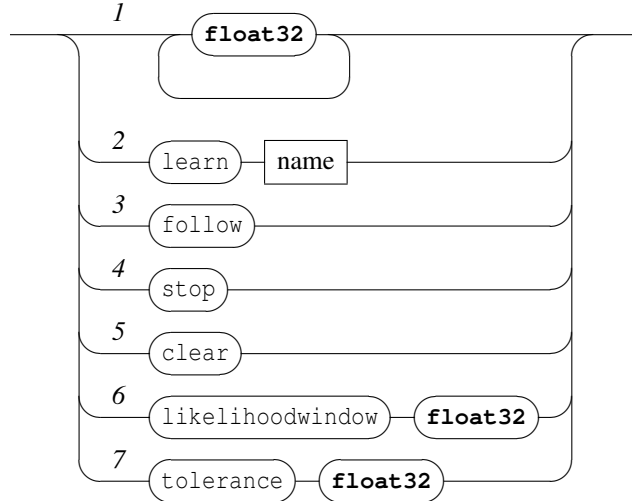 1 float32
2 learn name
3 follow
4 stop
5 clear
6 likelihoodwindow float32
7 tolerance float32